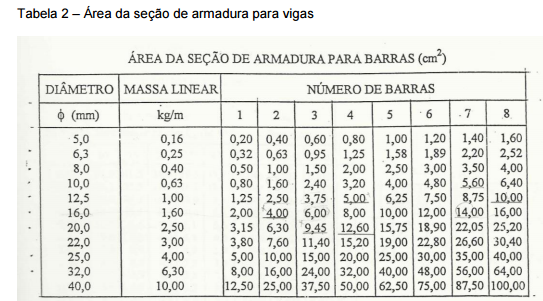 Tabela 2 – Área da seção de armadura para vigas
ÁREA DA SEÇÃO DE ARMADURA PARA BARRAS (cm²)
DIÂMETRO MASSA LINEAR NÚMERO DE BARRAS
ϕ (mm) kg/m 1 2 3 4 5 6 7 8
5,0 0,16 0,20 0,40 0,60 0,80 1,00 1,20 1,40 1,60
6,3 0,25 0,32 0,63 0,95 1,25 1,58 1,89 2,20 2,52
8,0 0,40 0,50 1,00 1,50 2,00 2,50 3,00 3,50 4,00
10,0 0,63 0,80 1,60 2,40 3,20 4,00 4,80 5,60 6,40
12,5 1,00 1,25 2,50 3,75 5,00 6,25 7,50 8,75 10,00
16,0 1,60 2,00 4,00 6,00 8,00 10,00 12,00 14,00 16,00
20,0 2,50 3,15 6,30 9,45 12,60 15,75 18,90 22,05 25,20
22,0 3,00 3,80 7,60 11,40 15,20 19,00 22,80 26,60 30,40
25,0 4,00 5,00 10,00 15,00 20,00 25,00 30,00 35,00 40,00
32,0 6,30 8,00 16,00 24,00 32,00 40,00 48,00 56,00 64,00
40,0 10,00 12,50 25,00 37,50 50,00 62,50 75,00 87,50 100,00